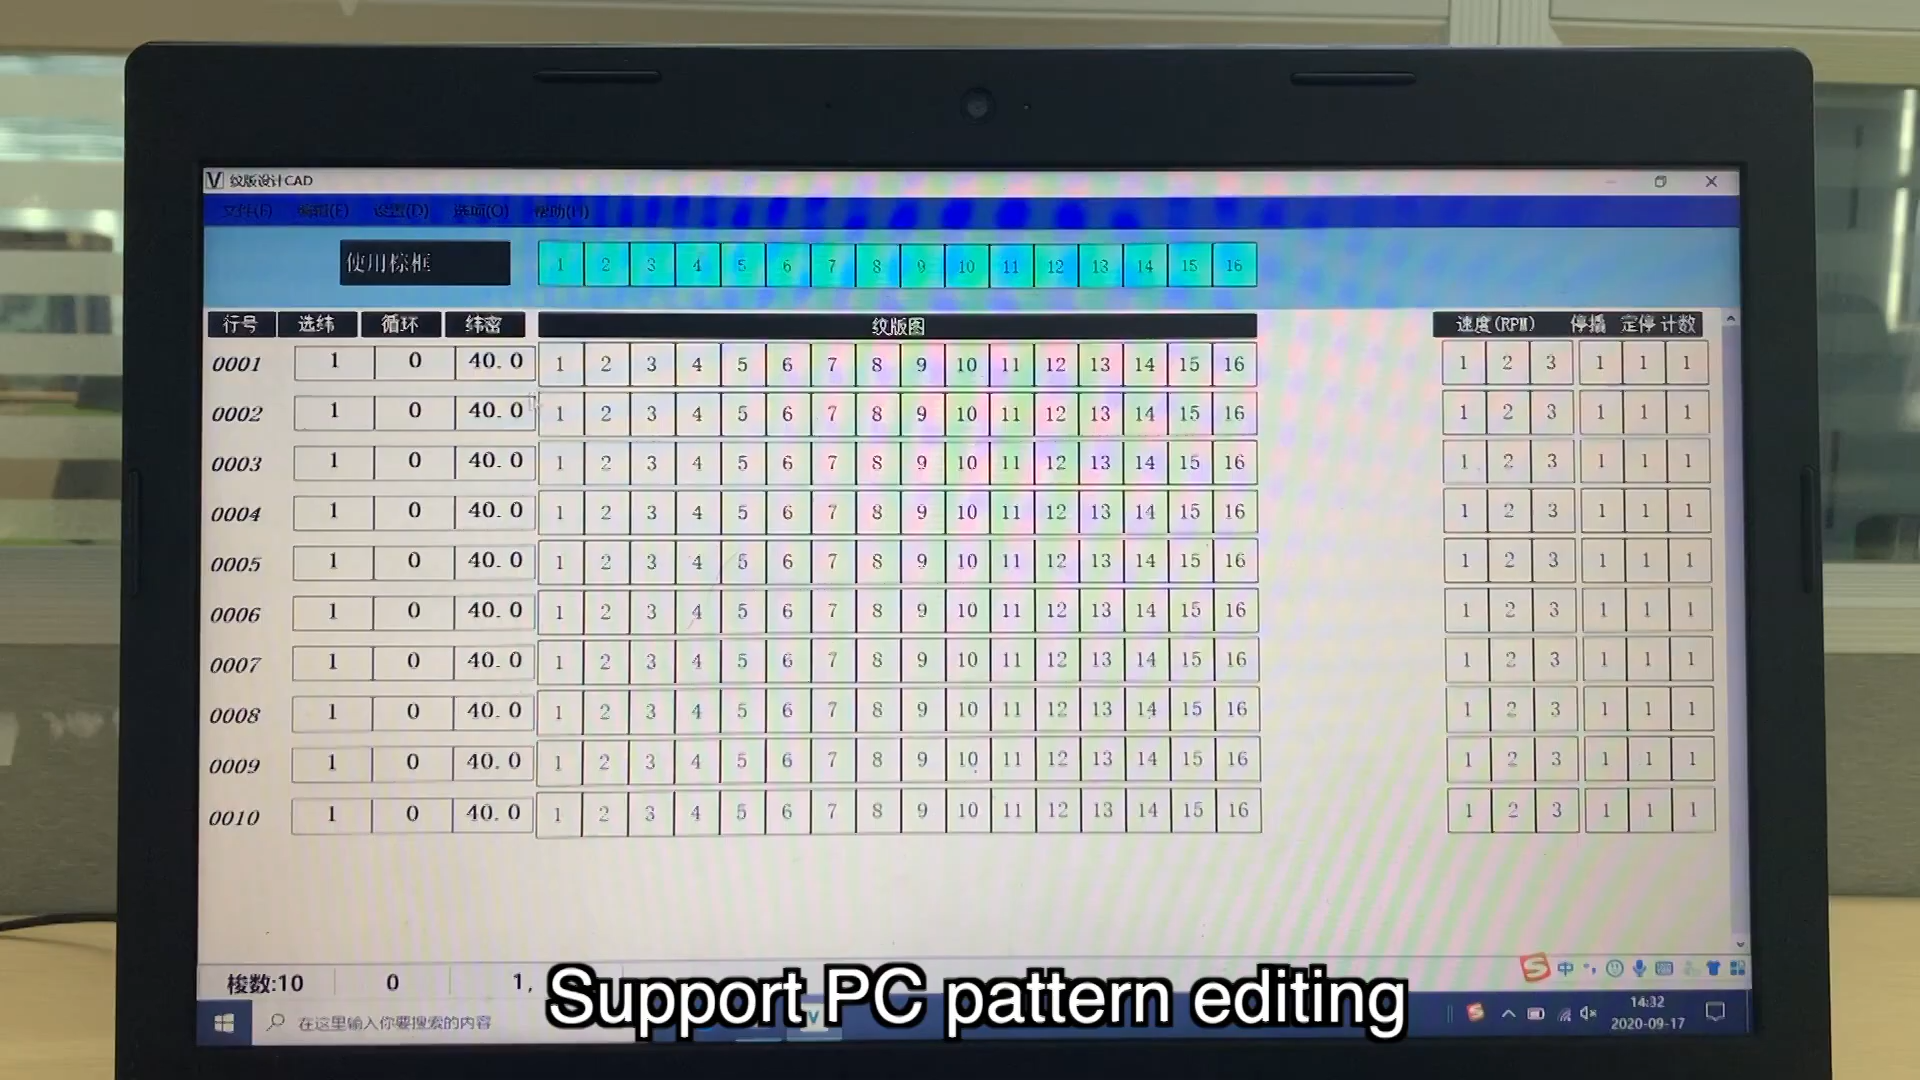 纹版设计CAD
文件(F) 编辑(E) 设置(D) 选项(O) 帮助(H)
使用棕框 1 2 3 4 5 6 7 8 9 10 11 12 13 14 15 16
行号 选纬 循环 纬密 纹版图 速度(RPM) 停撬 定停 计数
0001 1 0 40.0 1 2 3 4 5 6 7 8 9 10 11 12 13 14 15 16 1 2 3 1 1 1
0002 1 0 40.0 1 2 3 4 5 6 7 8 9 10 11 12 13 14 15 16 1 2 3 1 1 1
0003 1 0 40.0 1 2 3 4 5 6 7 8 9 10 11 12 13 14 15 16 1 2 3 1 1 1
0004 1 0 40.0 1 2 3 4 5 6 7 8 9 10 11 12 13 14 15 16 1 2 3 1 1 1
0005 1 0 40.0 1 2 3 4 5 6 7 8 9 10 11 12 13 14 15 16 1 2 3 1 1 1
0006 1 0 40.0 1 2 3 4 5 6 7 8 9 10 11 12 13 14 15 16 1 2 3 1 1 1
0007 1 0 40.0 1 2 3 4 5 6 7 8 9 10 11 12 13 14 15 16 1 2 3 1 1 1
0008 1 0 40.0 1 2 3 4 5 6 7 8 9 10 11 12 13 14 15 16 1 2 3 1 1 1
0009 1 0 40.0 1 2 3 4 5 6 7 8 9 10 11 12 13 14 15 16 1 2 3 1 1 1
0010 1 0 40.0 1 2 3 4 5 6 7 8 9 10 11 12 13 14 15 16 1 2 3 1 1 1
梭数:10 0 1,
中
Support PC pattern editing
在这里输入你要搜索的内容
14:32
2020-09-17